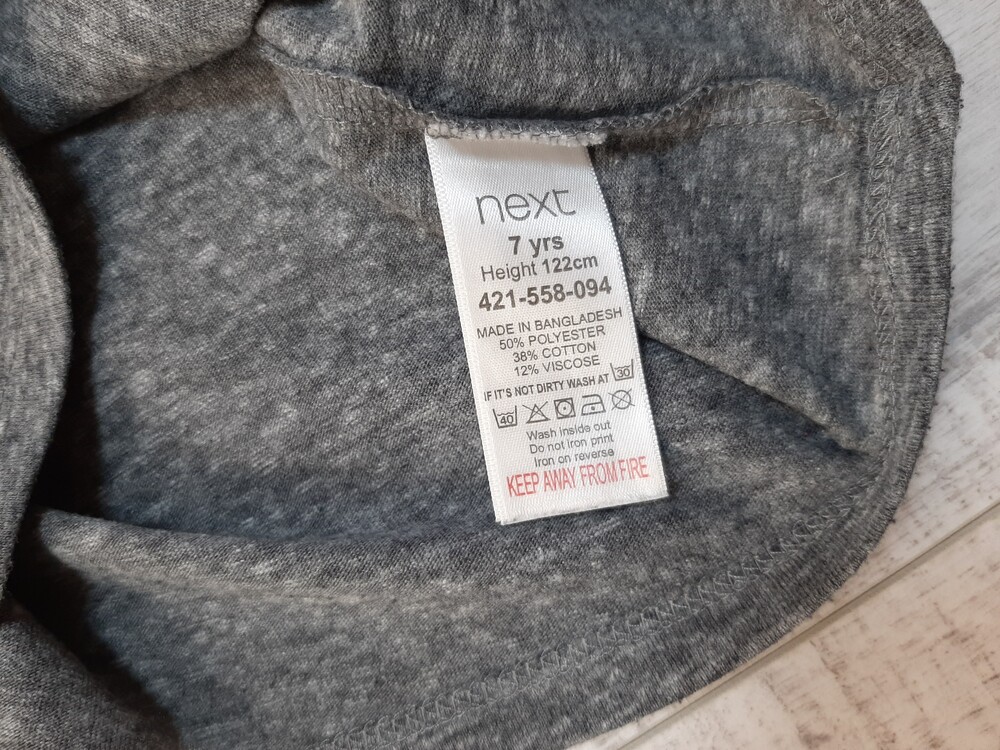 next
7 yrs
Height 122cm
421-558-094
MADE IN BANGLADESH
50% POLYESTER
38% COTTON
12% VISCOSE
IF IT'S NOT DIRTY WASH AT 30
40
Wash inside out
Do not iron print
Iron on reverse
KEEP AWAY FROM FIRE